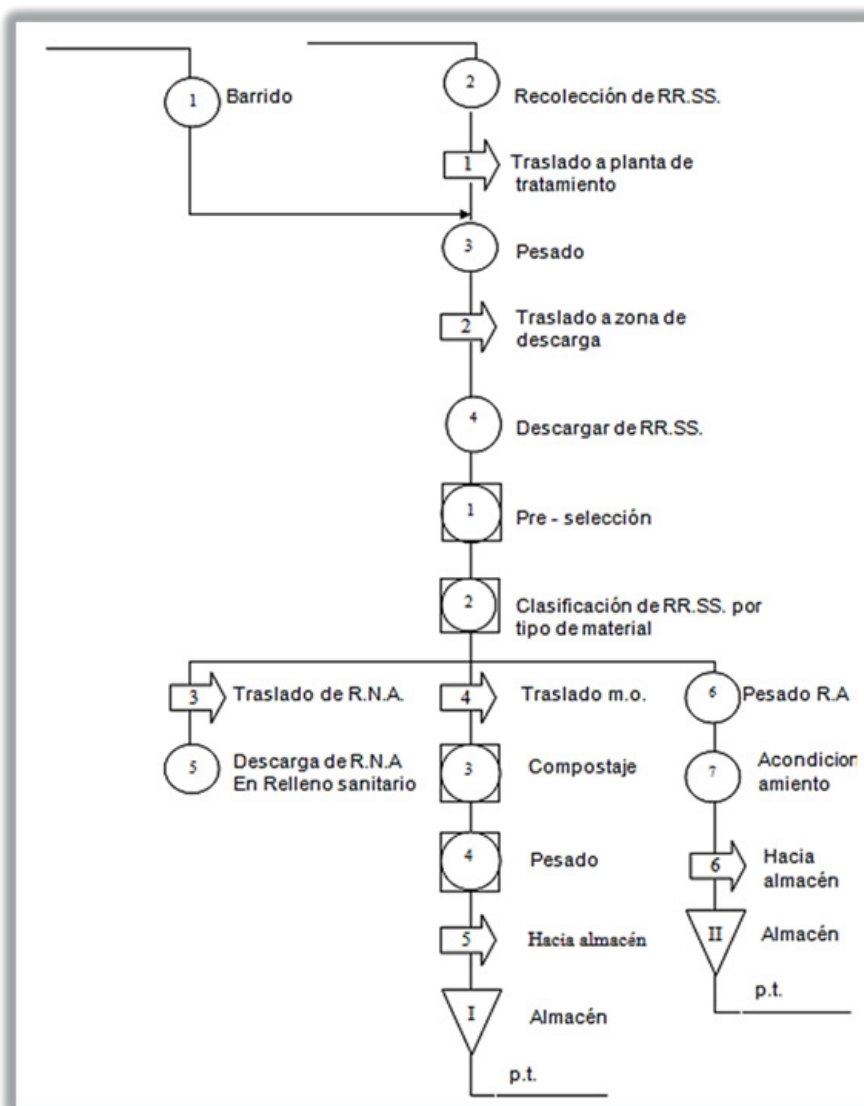 1
Barrido
2
Recolección de RR.SS.
1
Traslado a planta de
tratamiento
3
Pesado
2
Traslado a zona de
descarga
4
Descargar de RR.SS.
1
Pre - selección
2
Clasificación de RR.SS. por
tipo de material
3
Traslado de R.N.A.
4
Traslado m.o.
6
Pesado R.A
5
Descarga de R.N.A
En Relleno sanitario
3
Compostaje
7
Acondicion
amiento
4
Pesado
6
Hacia
almacén
5
Hacia almacén
II
Almacén
p.t.
I
Almacén
p.t.